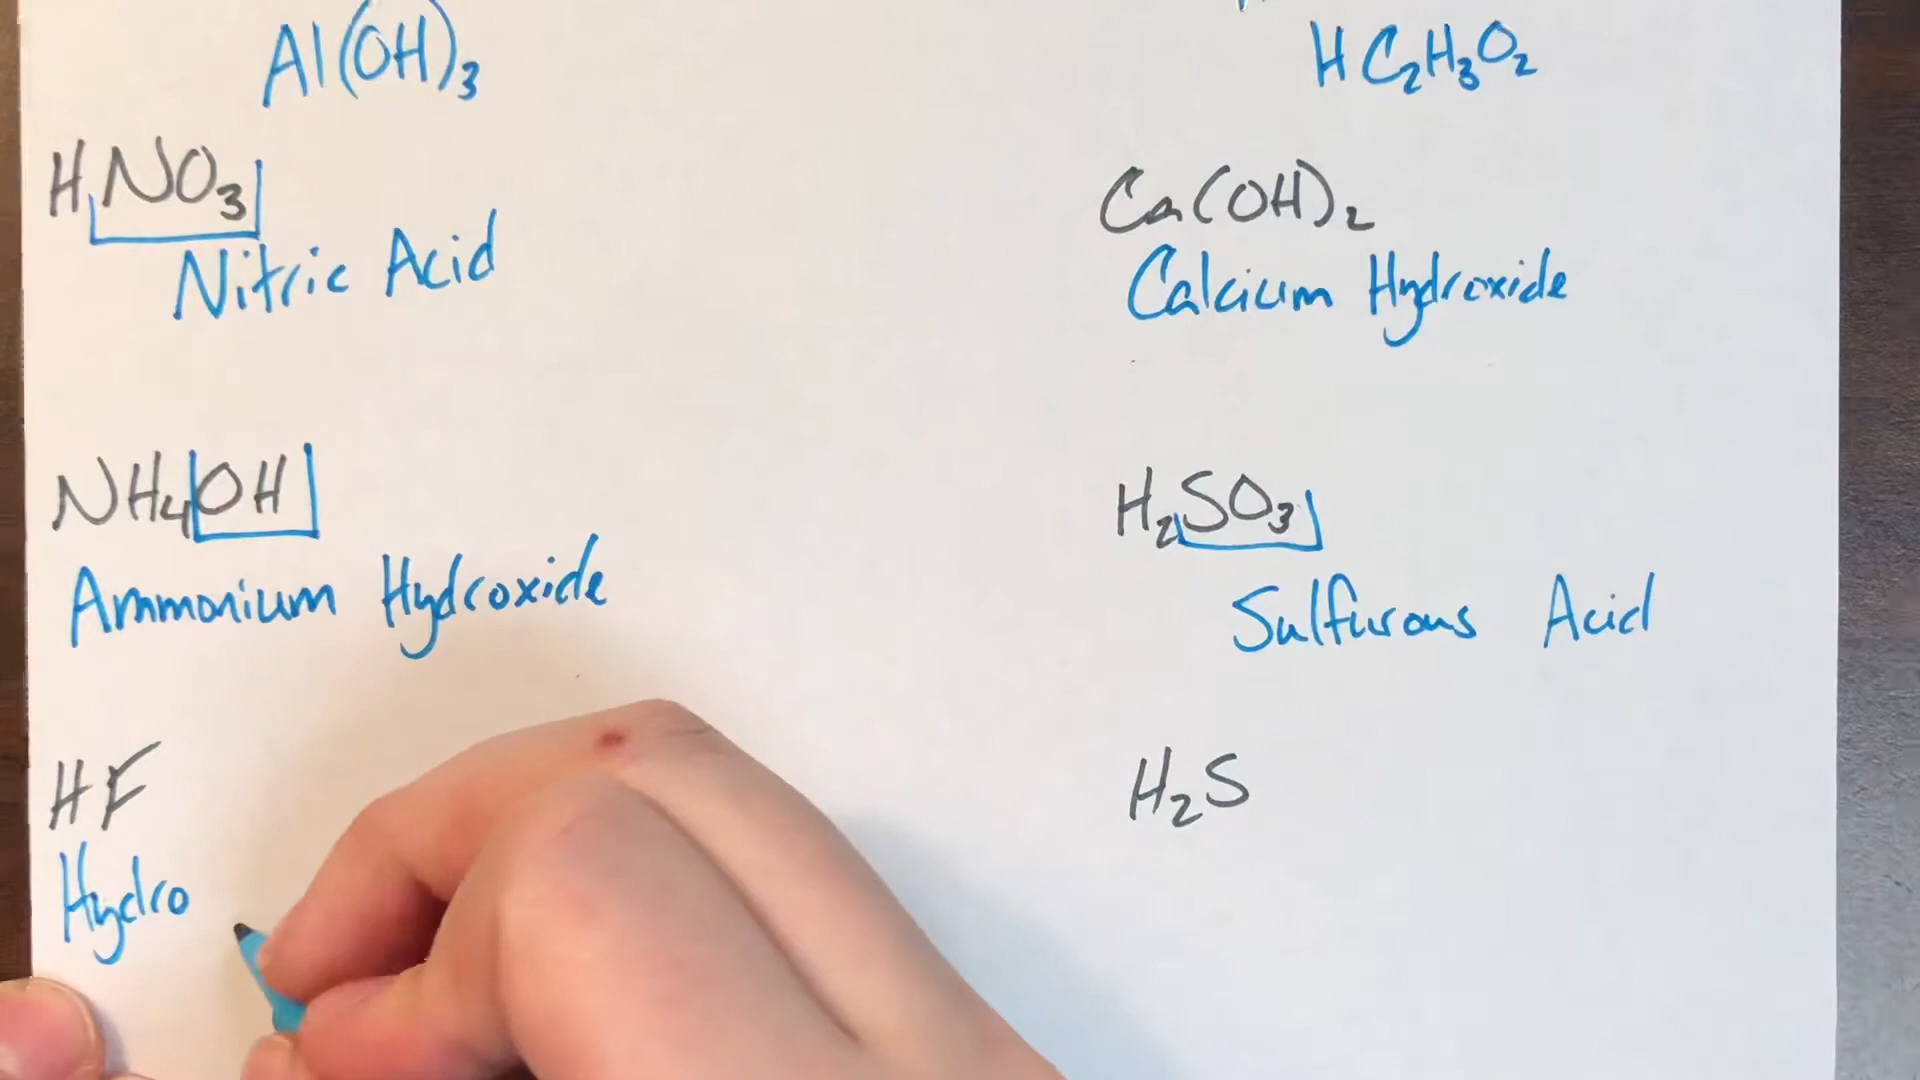 Al(OH)₃
HC₂H₃O₂
HNO₃
Nitric Acid
Ca(OH)₂
Calcium Hydroxide
NH₄OH
Ammonium Hydroxide
H₂SO₃
Sulfurous Acid
HF
Hydro
H₂S